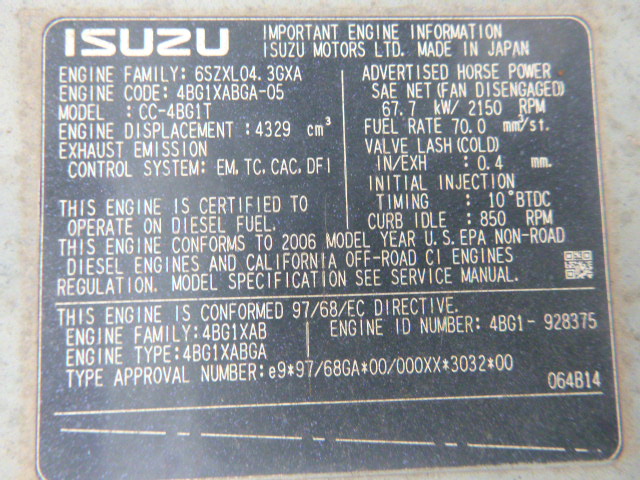 ISUZU
IMPORTANT ENGINE INFORMATION
ISUZU MOTORS LTD. MADE IN JAPAN
ENGINE FAMILY: 6SZXL04.3GXA
ENGINE CODE: 4BG1XABGA-05
MODEL : CC-4BG1T
ENGINE DISPLACEMENT : 4329 cm³
EXHAUST EMISSION
CONTROL SYSTEM: EM,TC,CAC,DFI
ADVERTISED HORSE POWER
SAE NET (FAN DISENGAGED)
67.7 kW/ 2150 RPM
FUEL RATE 70.0 mm³/st.
VALVE LASH (COLD)
IN/EXH : 0.4 mm.
INITIAL INJECTION
TIMING : 10°BTDC
CURB IDLE : 850 RPM
THIS ENGINE IS CERTIFIED TO
OPERATE ON DIESEL FUEL.
THIS ENGINE CONFORMS TO 2006 MODEL YEAR U.S.EPA NON-ROAD
DIESEL ENGINES AND CALIFORNIA OFF-ROAD CI ENGINES
REGULATION. MODEL SPECIFICATION SEE SERVICE MANUAL.
THIS ENGINE IS CONFORMED 97/68/EC DIRECTIVE.
ENGINE FAMILY:4BG1XAB
ENGINE ID NUMBER: 4BG1- 928375
ENGINE TYPE:4BG1XABGA
TYPE APPROVAL NUMBER:e9*97/68GA*00/000XX*3032*00
064B14